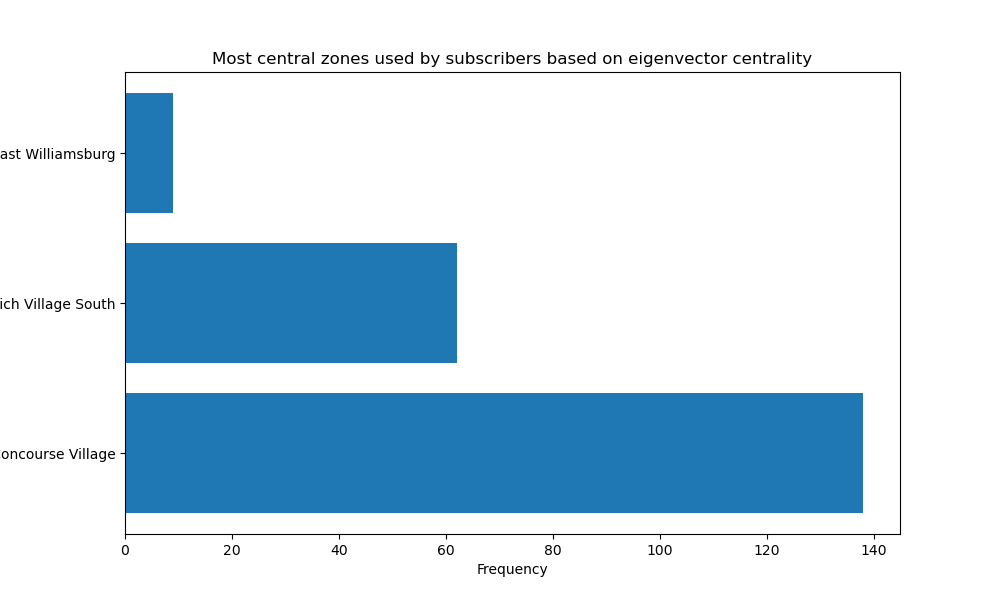 Most central zones used by subscribers based on eigenvector centrality
ast Williamsburg
ich Village South
oncourse Village
0 20 40 60 80 100 120 140
Frequency